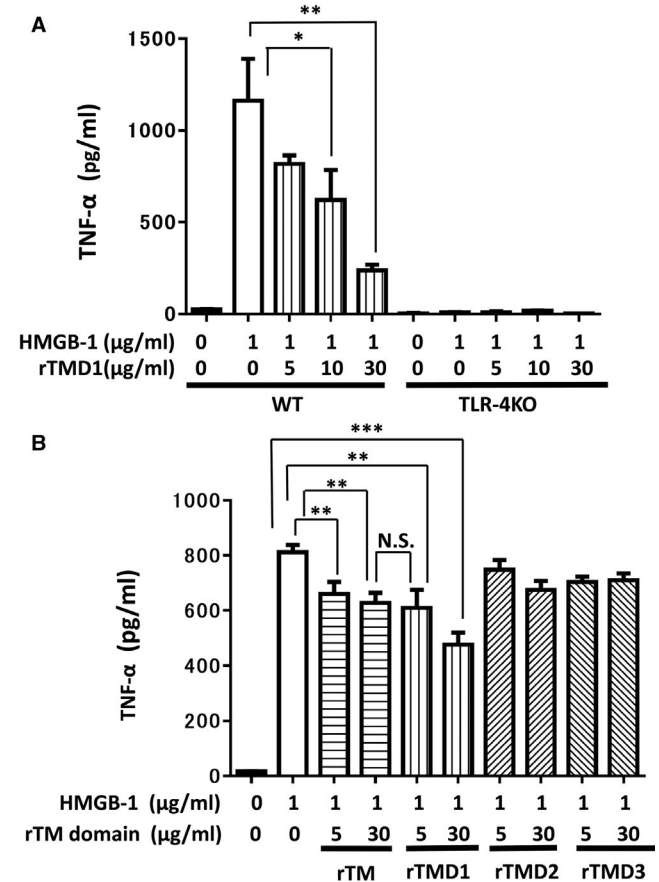 A
**
*
1500
1000
500
0
TNF-α (pg/ml)
HMGB-1 (μg/ml) 0 1 1 1 1 0 1 1 1 1
rTMD1(μg/ml) 0 0 5 10 30 0 0 5 10 30
WT TLR-4KO
B
***
**
**
**
N.S.
1000
800
600
400
200
0
TNF-α (pg/ml)
HMGB-1 (μg/ml) 0 1 1 1 1 1 1 1 1 1
rTM domain (μg/ml) 0 0 5 30 5 30 5 30 5 30
rTM rTMD1 rTMD2 rTMD3